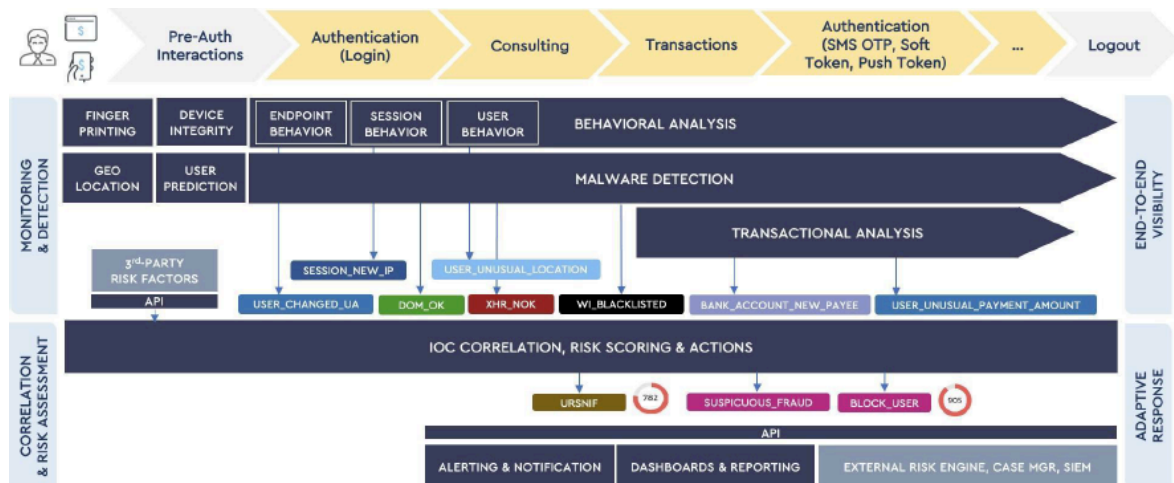 Pre-Auth
Interactions
Authentication
(Login)
Consulting
Transactions
Authentication
(SMS OTP, Soft
Token, Push Token)
...
Logout
MONITORING
& DETECTION
FINGER
PRINTING
DEVICE
INTEGRITY
ENDPOINT
BEHAVIOR
SESSION
BEHAVIOR
USER
BEHAVIOR
BEHAVIORAL ANALYSIS
GEO
LOCATION
USER
PREDICTION
MALWARE DETECTION
TRANSACTIONAL ANALYSIS
END-TO-END
VISIBILITY
3rd-PARTY
RISK FACTORS
API
SESSION_NEW_IP
USER_UNUSUAL_LOCATION
USER_CHANGED_UA
DOM_OK
XHR_NOK
WI_BLACKLISTED
BANK_ACCOUNT_NEW_PAYEE
USER_UNUSUAL_PAYMENT_AMOUNT
CORRELATION
& RISK ASSESSMENT
IOC CORRELATION, RISK SCORING & ACTIONS
URSNIF
782
SUSPICUOUS_FRAUD
BLOCK_USER
905
API
ALERTING & NOTIFICATION
DASHBOARDS & REPORTING
EXTERNAL RISK ENGINE, CASE MGR, SIEM
ADAPTIVE
RESPONSE